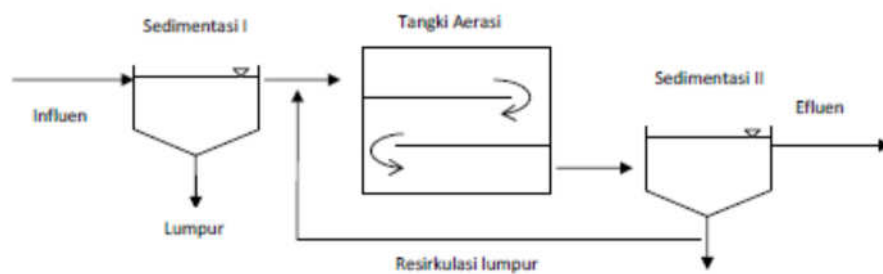 Sedimentasi I
Tangki Aerasi
Sedimentasi II
Influen
Efluen
Lumpur
Resirkulasi lumpur